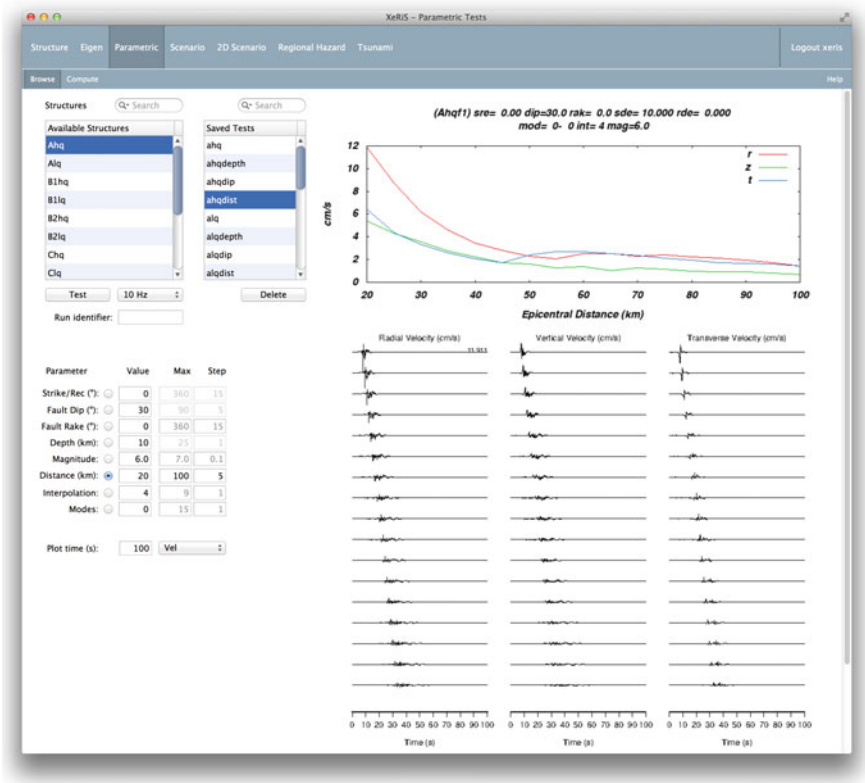 XeRiS - Parametric Tests
Structure Eigen Parametric Scenario 2D Scenario Regional Hazard Tsunami Logout xeris
Browse Compute Help
Structures Search Search
Available Structures
Ahq
Alq
B1hq
B1lq
B2hq
B2lq
Chq
Clq
Saved Tests
ahq
ahqdepth
ahqdip
ahqdist
alq
alqdepth
alqdip
alqdist
Test 10 Hz Delete
Run identifier:
Parameter Value Max Step
Strike/Rec (°): 0 360 15
Fault Dip (°): 30 90 5
Fault Rake (°): 0 360 15
Depth (km): 10 25 1
Magnitude: 6.0 7.0 0.1
Distance (km): 20 100 5
Interpolation: 4 9 1
Modes: 0 15 1
Plot time (s): 100 Vel
(Ahqf1) sre= 0.00 dip=30.0 rak= 0.0 sde= 10.000 rde= 0.000
mod= 0- 0 int= 4 mag=6.0
12
10
8
6
4
2
0
cm/s
r
z
t
20 30 40 50 60 70 80 90 100
Epicentral Distance (km)
Radial Velocity (cm/s) Vertical Velocity (cm/s) Transverse Velocity (cm/s)
0 10 20 30 40 50 60 70 80 90 100 0 10 20 30 40 50 60 70 80 90 100 0 10 20 30 40 50 60 70 80 90 100
Time (s) Time (s) Time (s)